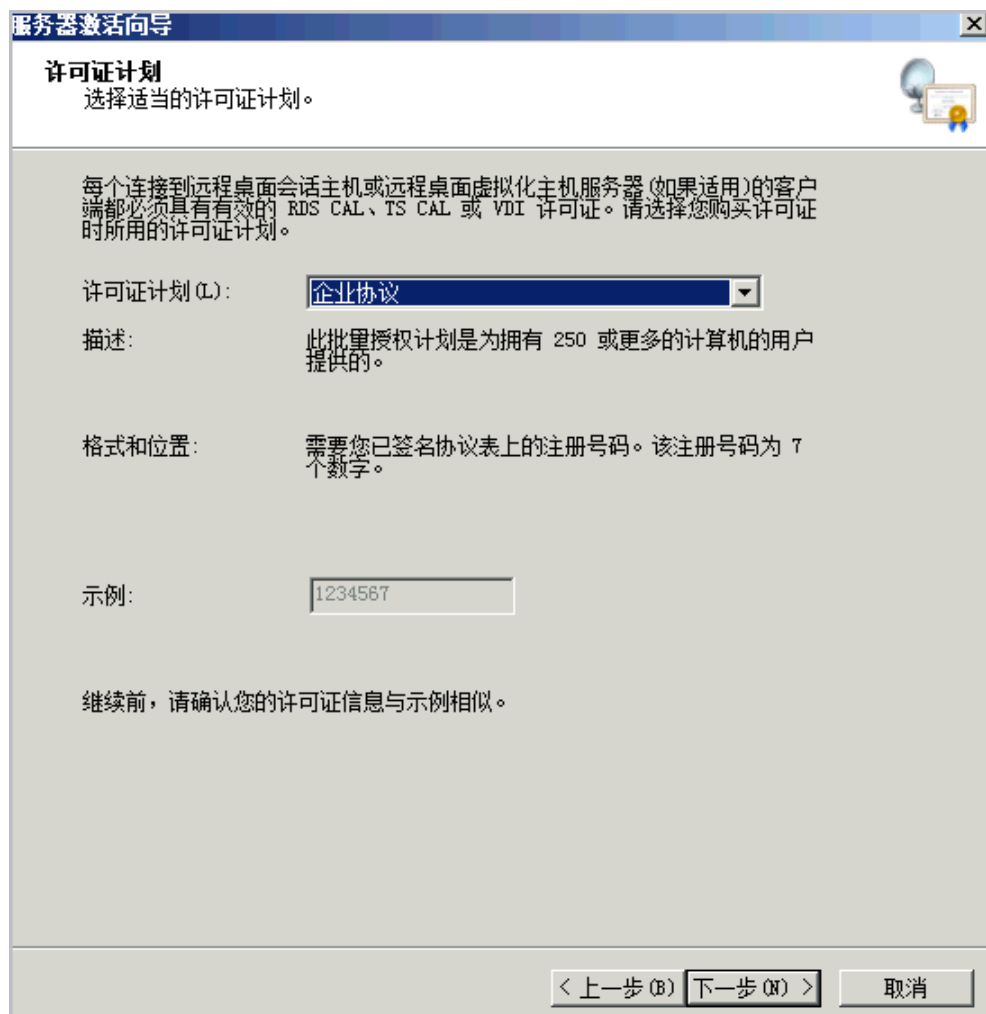 服务器激活向导
许可证计划
选择适当的许可证计划。
每个连接到远程桌面会话主机或远程桌面虚拟化主机服务器(如果适用)的客户
端都必须具有有效的 RDS CAL、TS CAL 或 VDI 许可证。请选择您购买许可证
时所用的许可证计划。
许可证计划(L): 企业协议
描述: 此批量授权计划是为拥有 250 或更多的计算机的用户
提供的。
格式和位置: 需要您已签名协议表上的注册号码。该注册号码为 7
个数字。
示例: 1234567
继续前，请确认您的许可证信息与示例相似。
< 上一步(B) 下一步(N) > 取消